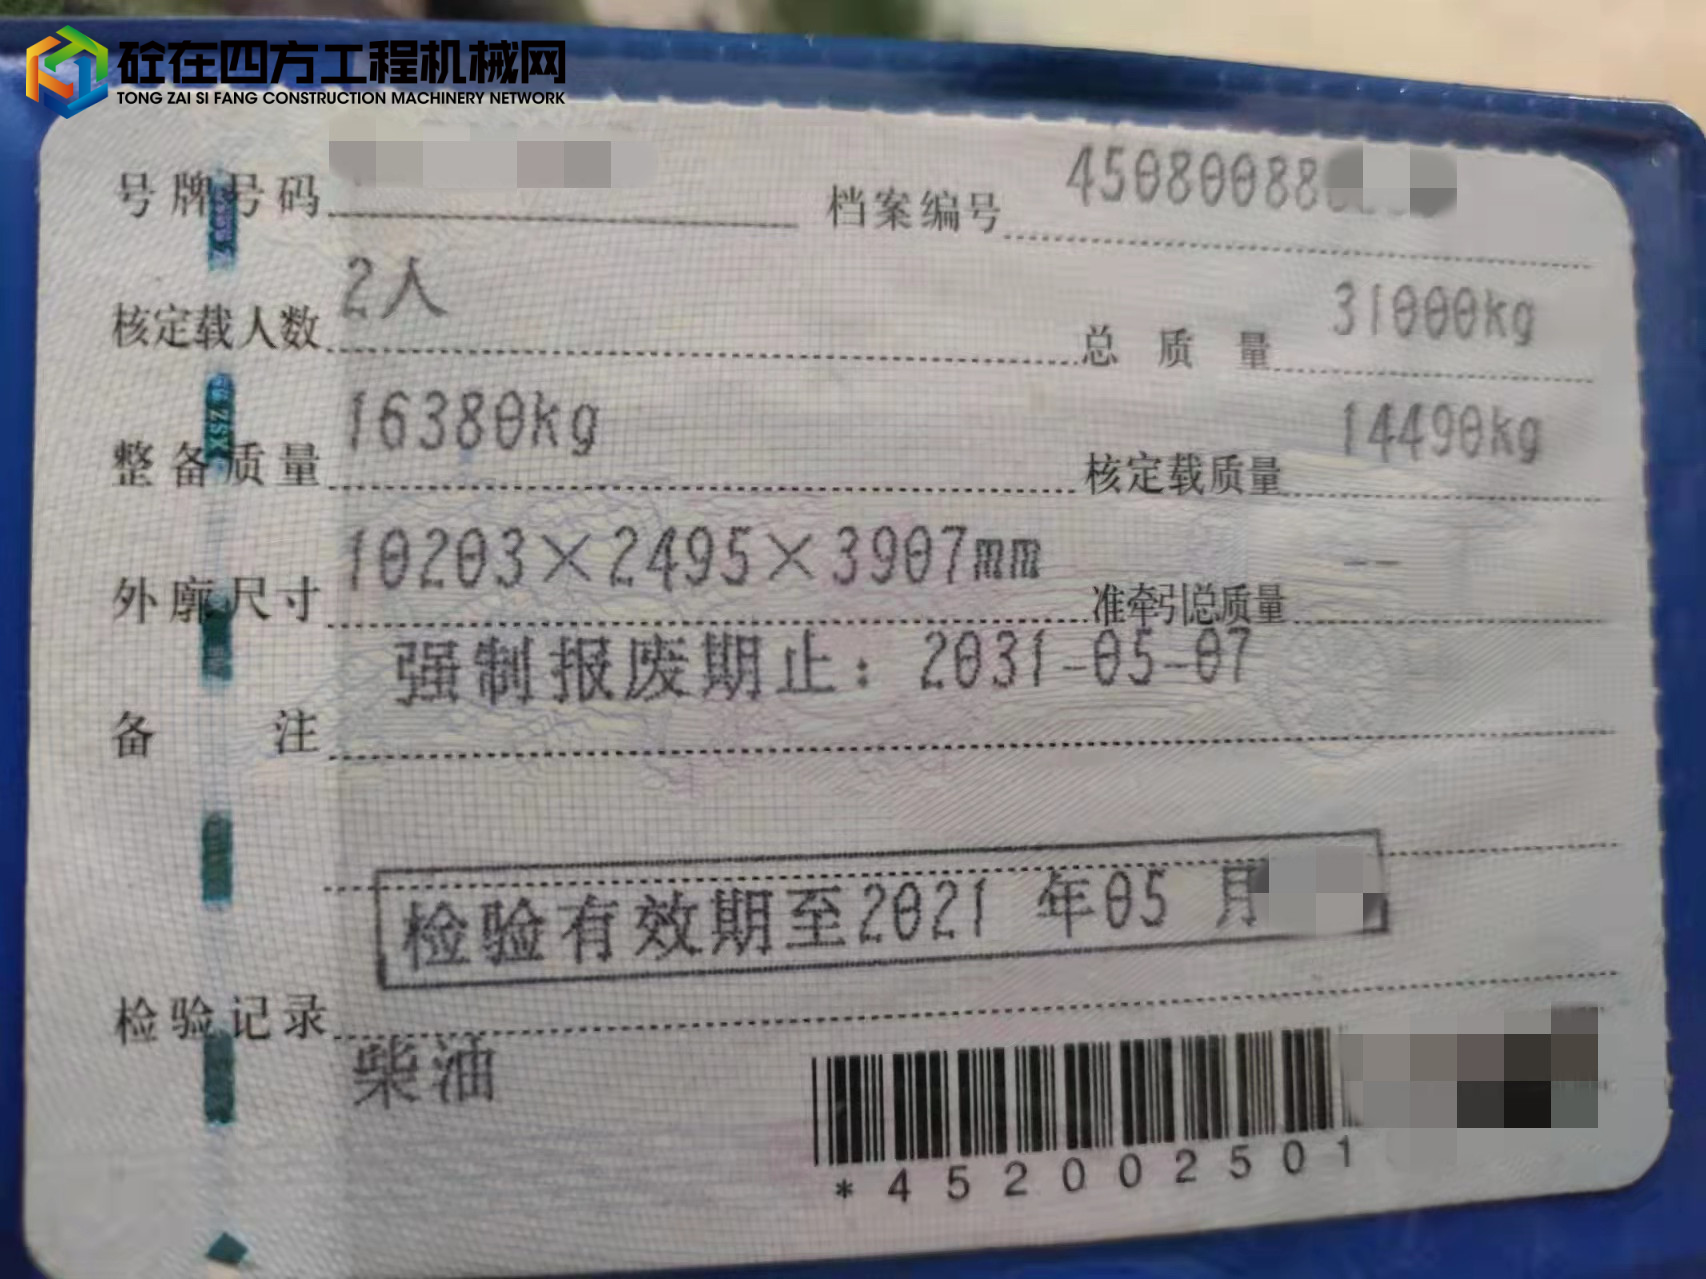 砼在四方工程机械网
TONG ZAI SI FANG CONSTRUCTION MACHINERY NETWORK
号牌号码 档案编号 45080088
核定载人数 2人 总质量 31000kg
整备质量 16380kg 核定载质量 14490kg
外廓尺寸 10203×2495×3907mm 准牵引总质量 --
备注 强制报废期止：2031-05-07
检验有效期至2021 年05 月
检验记录
柴油
*452002501